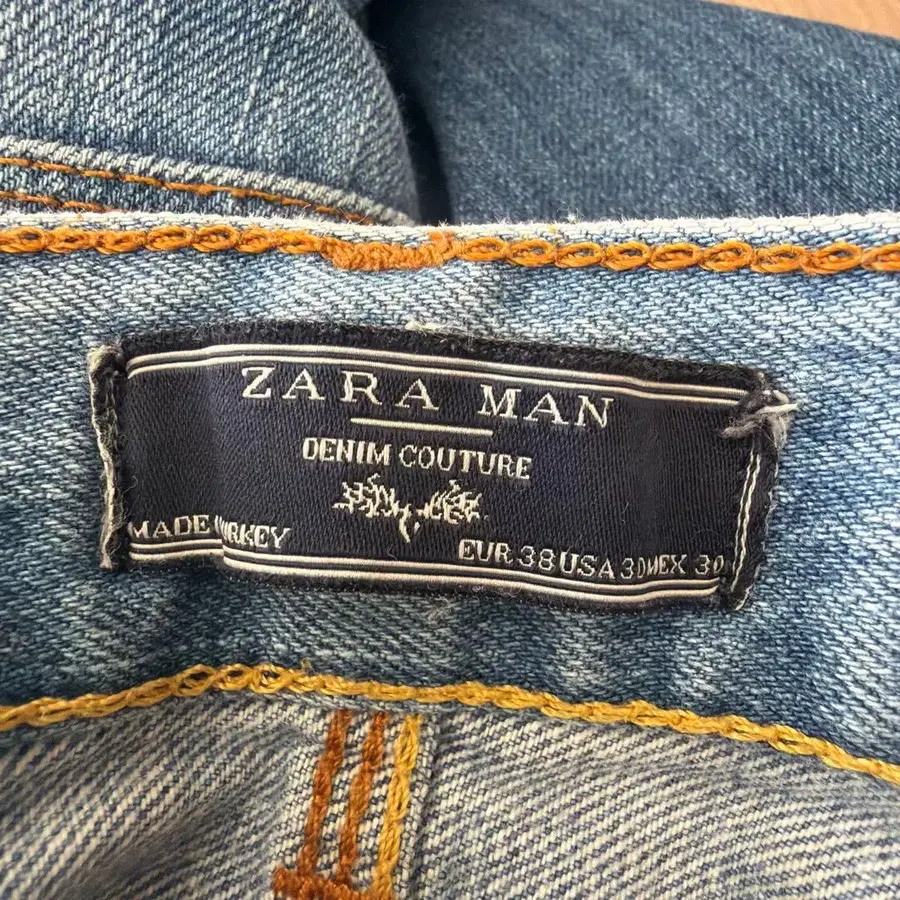 ZARA MAN
DENIM COUTURE
MADE
EUR 38 USA 30 MEX 30